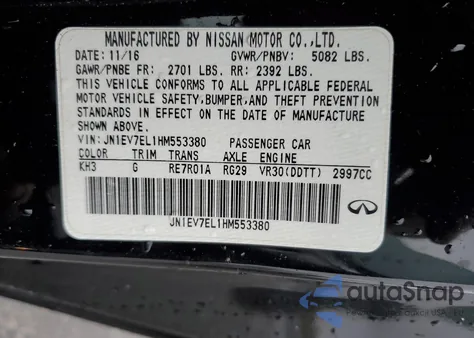 MANUFACTURED BY NISSAN MOTOR CO.,LTD.
DATE: 11/16 GVWR/PNBV: 5082 LBS.
GAWR/PNBE FR: 2701 LBS. RR: 2392 LBS.
THIS VEHICLE CONFORMS TO ALL APPLICABLE FEDERAL
MOTOR VEHICLE SAFETY, BUMPER, AND THEFT PREVENTION
STANDARDS IN EFFECT ON THE DATE OF MANUFACTURE
SHOWN ABOVE.
VIN: JN1EV7EL1HM553380 PASSENGER CAR
COLOR TRIM TRANS AXLE ENGINE
KH3 G RE7R01A RG29 VR30(DDTT) 2997CC
JN1EV7EL1HM553380
autoSnap